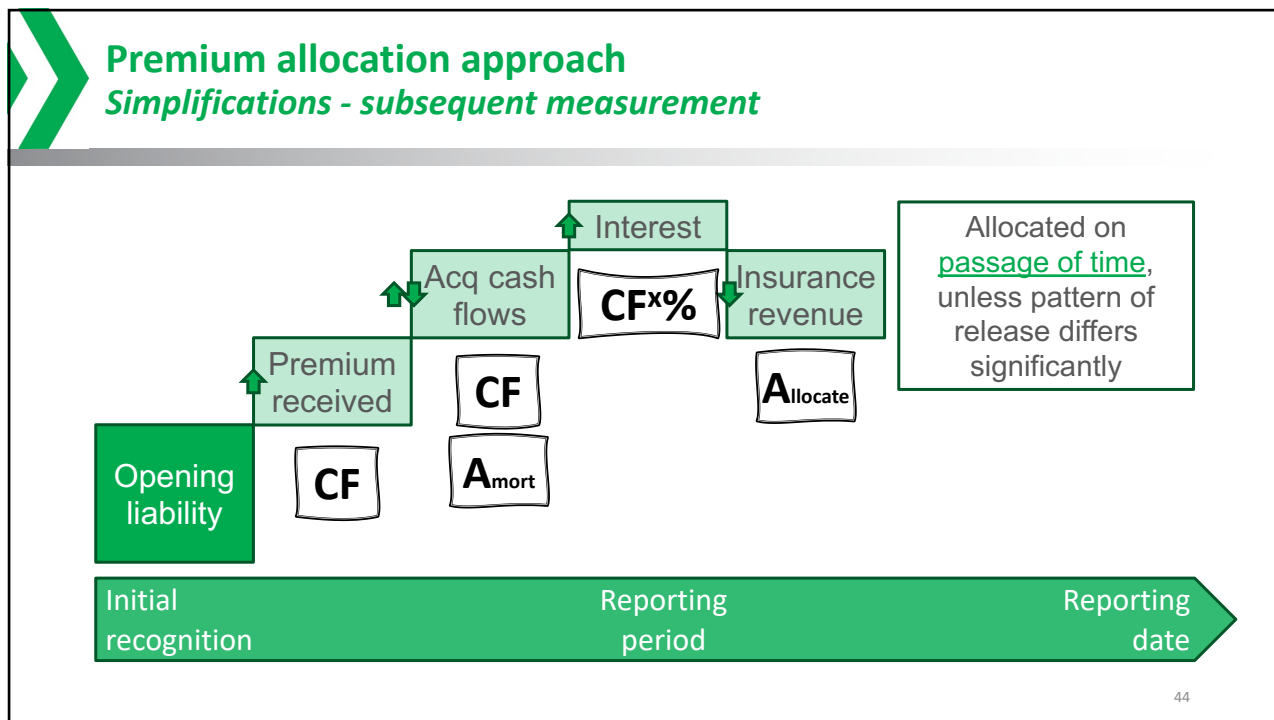 Premium allocation approach
Simplifications - subsequent measurement
Opening
liability
Premium
received
CF
Acq cash
flows
CF
Amort
Interest
CFx%
Insurance
revenue
Allocate
Allocated on
passage of time,
unless pattern of
release differs
significantly
Initial
recognition
Reporting
period
Reporting
date
44